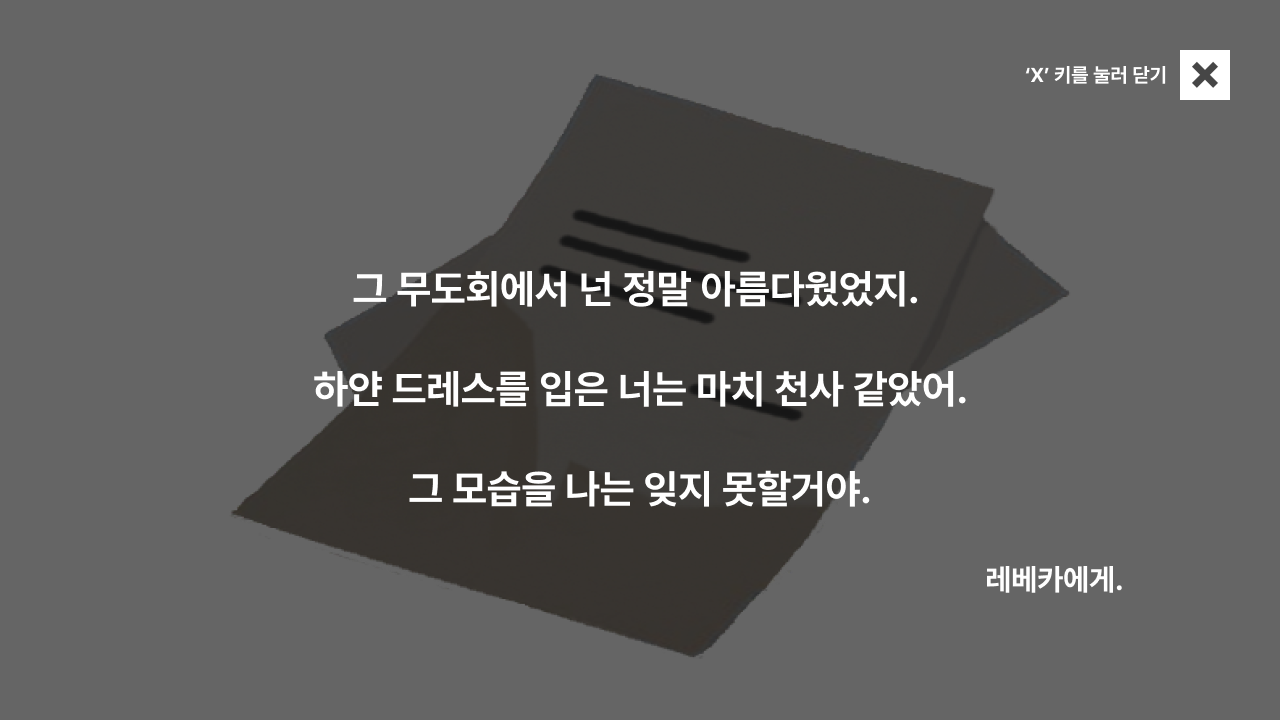 ‘X’ 키를 눌러 닫기
그 무도회에서 넌 정말 아름다웠었지.
하얀 드레스를 입은 너는 마치 천사 같았어.
그 모습을 나는 잊지 못할거야.
레베카에게.